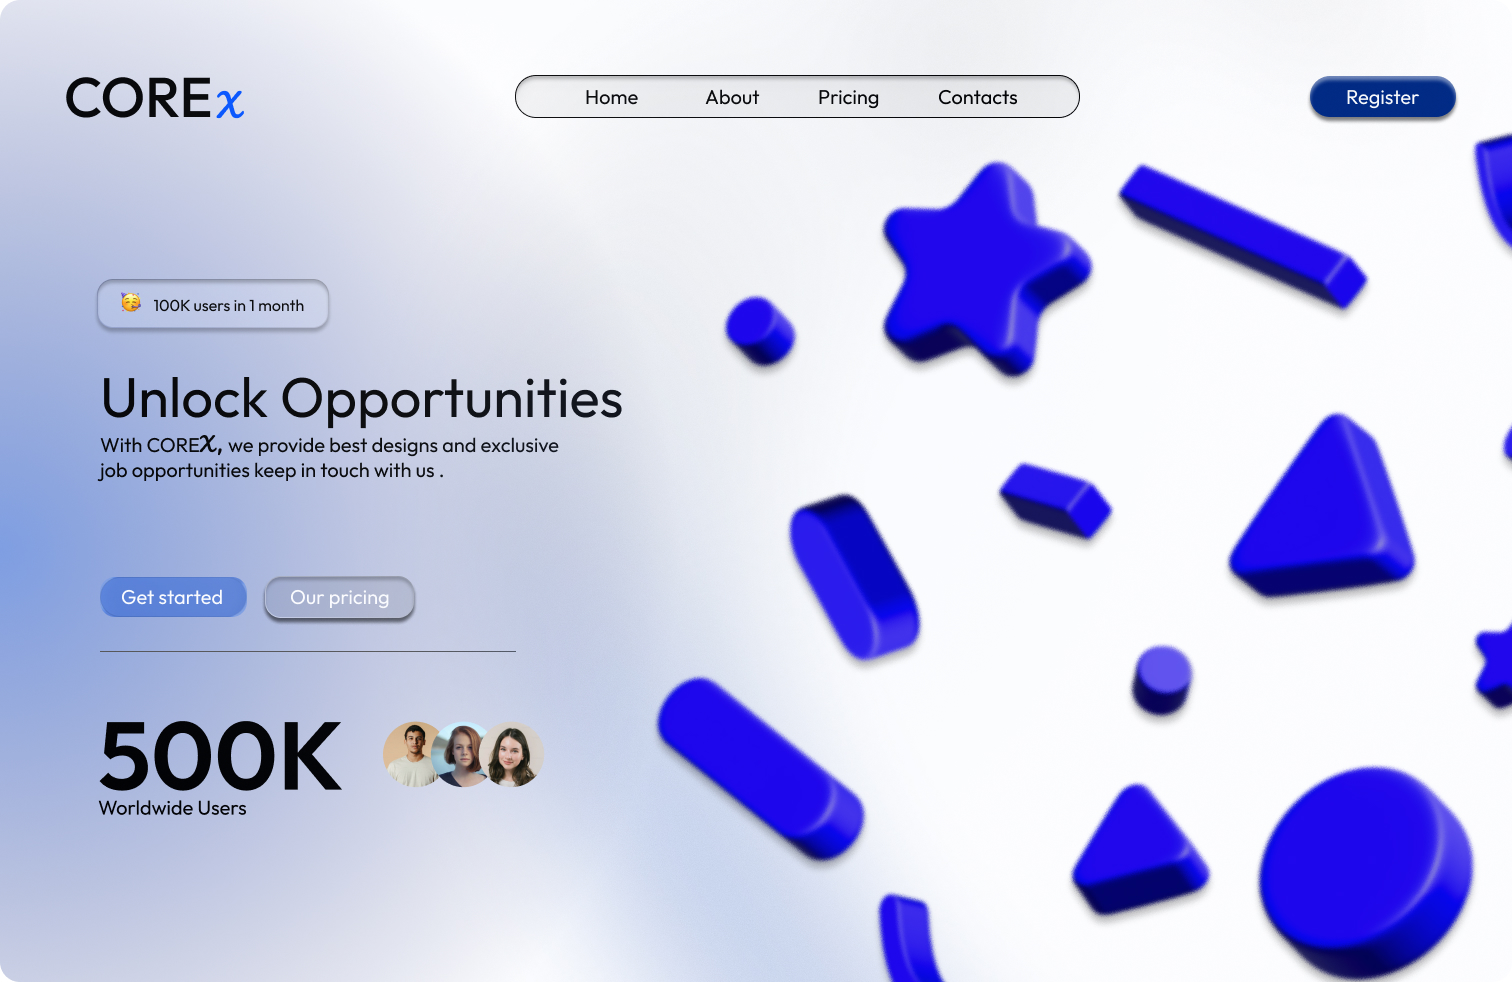 COREx
Home About Pricing Contacts
Register
🥳 100K users in 1 month
Unlock Opportunities
With COREx, we provide best designs and exclusive
job opportunities keep in touch with us .
Get started
Our pricing
500K
Worldwide Users